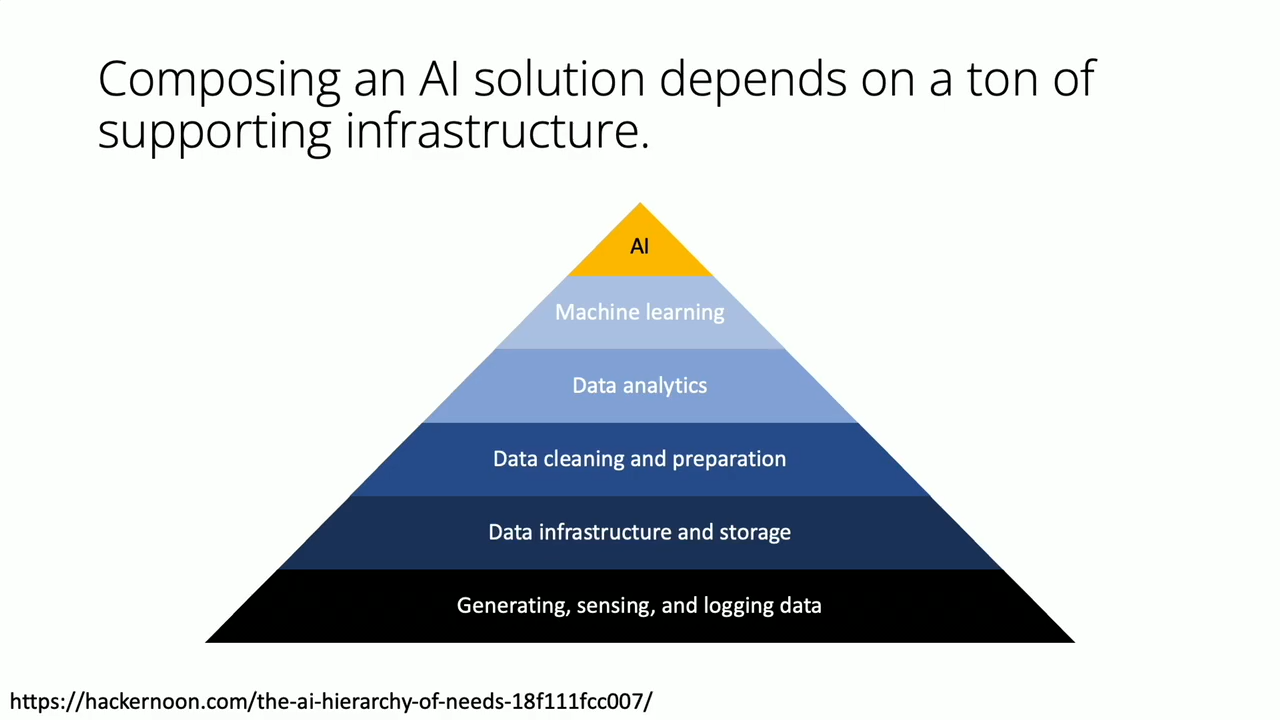 Composing an AI solution depends on a ton of
supporting infrastructure.
AI
Machine learning
Data analytics
Data cleaning and preparation
Data infrastructure and storage
Generating, sensing, and logging data
https://hackernoon.com/the-ai-hierarchy-of-needs-18f111fcc007/